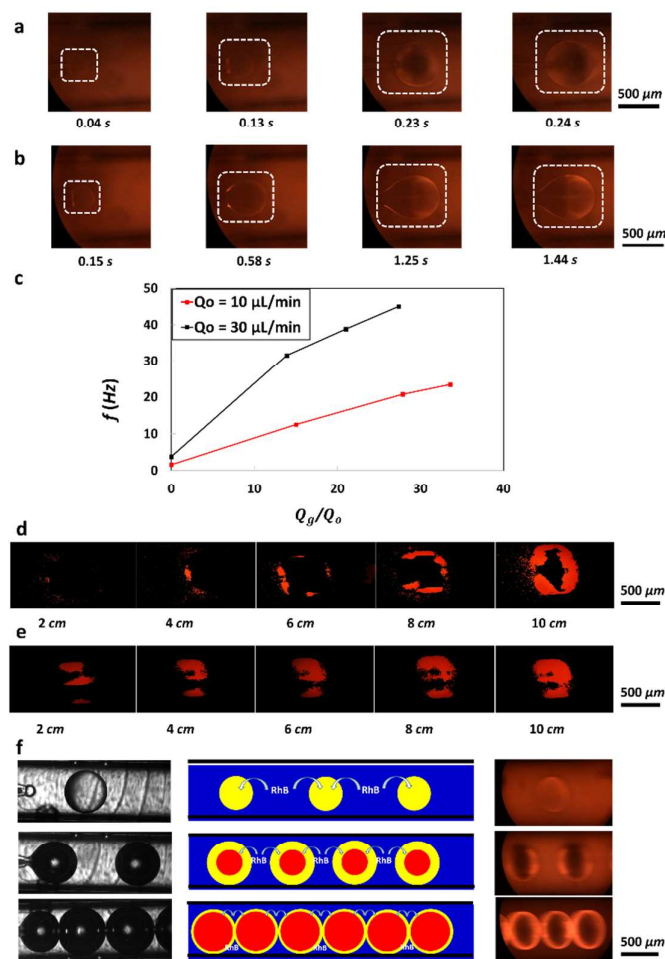 a
0.04 s 0.13 s 0.23 s 0.24 s 500 µm
b
0.15 s 0.58 s 1.25 s 1.44 s 500 µm
c
50
40
30
20
10
0
f (Hz)
Qo = 10 µL/min
Qo = 30 µL/min
0 10 20 30 40
Qg/Qo
d
2 cm 4 cm 6 cm 8 cm 10 cm 500 µm
e
2 cm 4 cm 6 cm 8 cm 10 cm 500 µm
f
RhB RhB
RhB RhB RhB RhB
RhB RhB RhB
500 µm